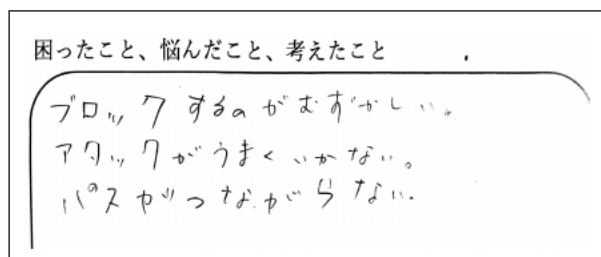 困ったこと、悩んだこと、考えたこと
ブロックするのがむずかしい。
アタックがうまくいかない。
パスがつながらない.